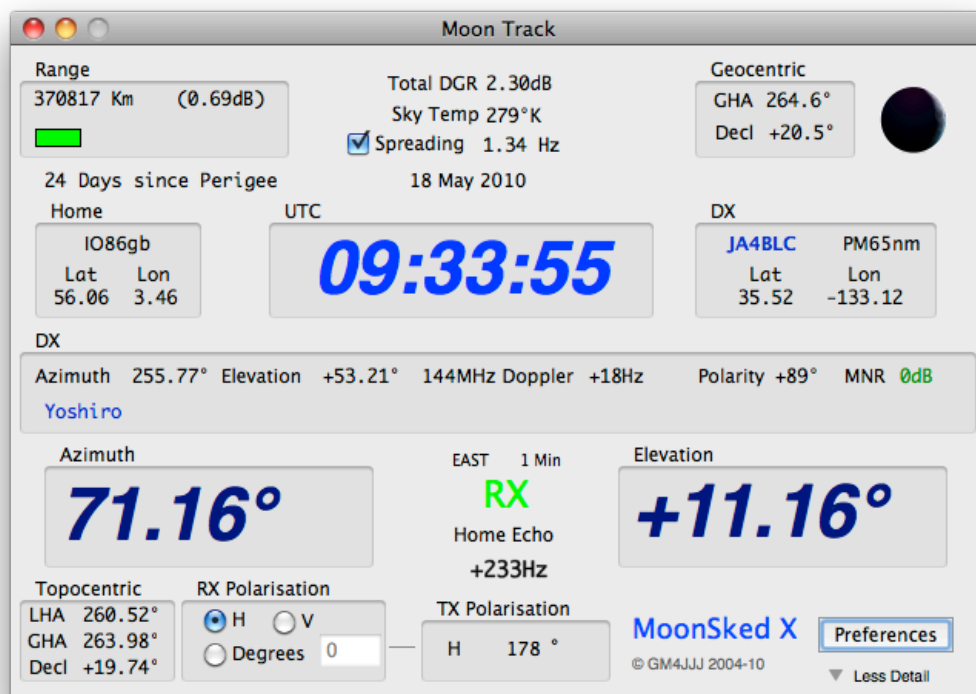 Moon Track
Range
370817 Km (0.69dB)
Total DGR 2.30dB
Sky Temp 279°K
Spreading 1.34 Hz
Geocentric
GHA 264.6°
Decl +20.5°
24 Days since Perigee
18 May 2010
Home
IO86gb
Lat Lon
56.06 3.46
UTC
09:33:55
DX
JA4BLC PM65nm
Lat Lon
35.52 -133.12
DX
Azimuth 255.77° Elevation +53.21° 144MHz Doppler +18Hz Polarity +89° MNR 0dB
Yoshiro
Azimuth
71.16°
EAST 1 Min
RX
Home Echo
+233Hz
Elevation
+11.16°
Topocentric
LHA 260.52°
GHA 263.98°
Decl +19.74°
RX Polarisation
H V
Degrees 0
TX Polarisation
H 178 °
MoonSked X
© GM4JJJ 2004-10
Preferences
Less Detail